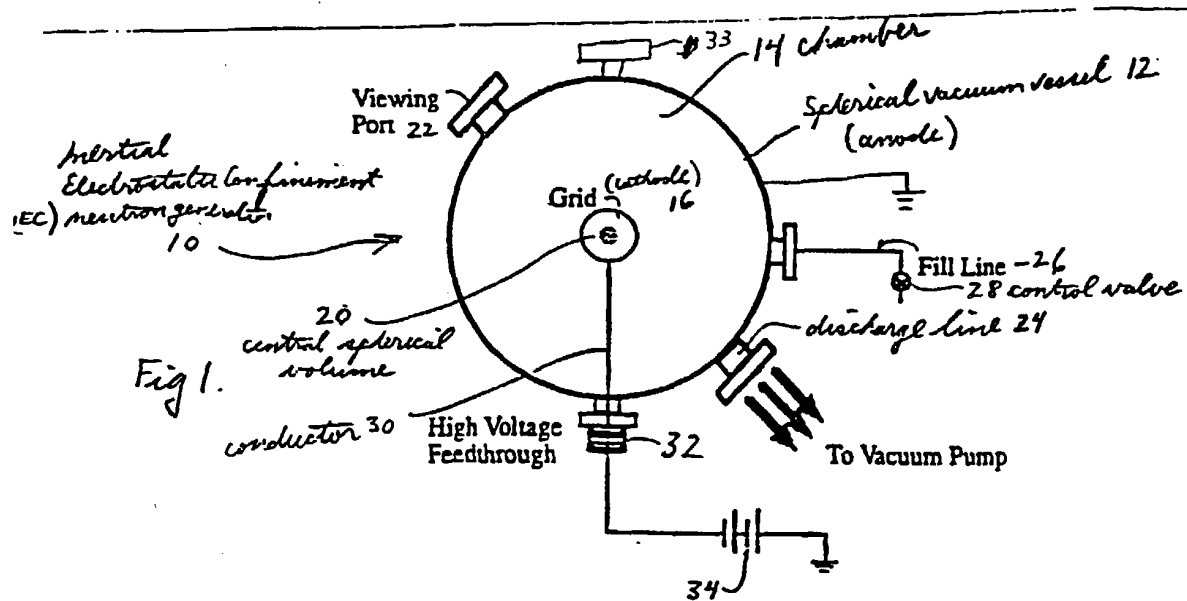 33
14 chamber
Viewing
Port 22
Spherical vacuum vessel 12
(anode)
Inertial
Electrostatic Confinement
(IEC) neutron generator
10
Grid (cathode)
16
Fill Line - 26
28 control valve
20
central spherical
volume
discharge line 24
Fig 1.
conductor 30
High Voltage
Feedthrough
32
To Vacuum Pump
34